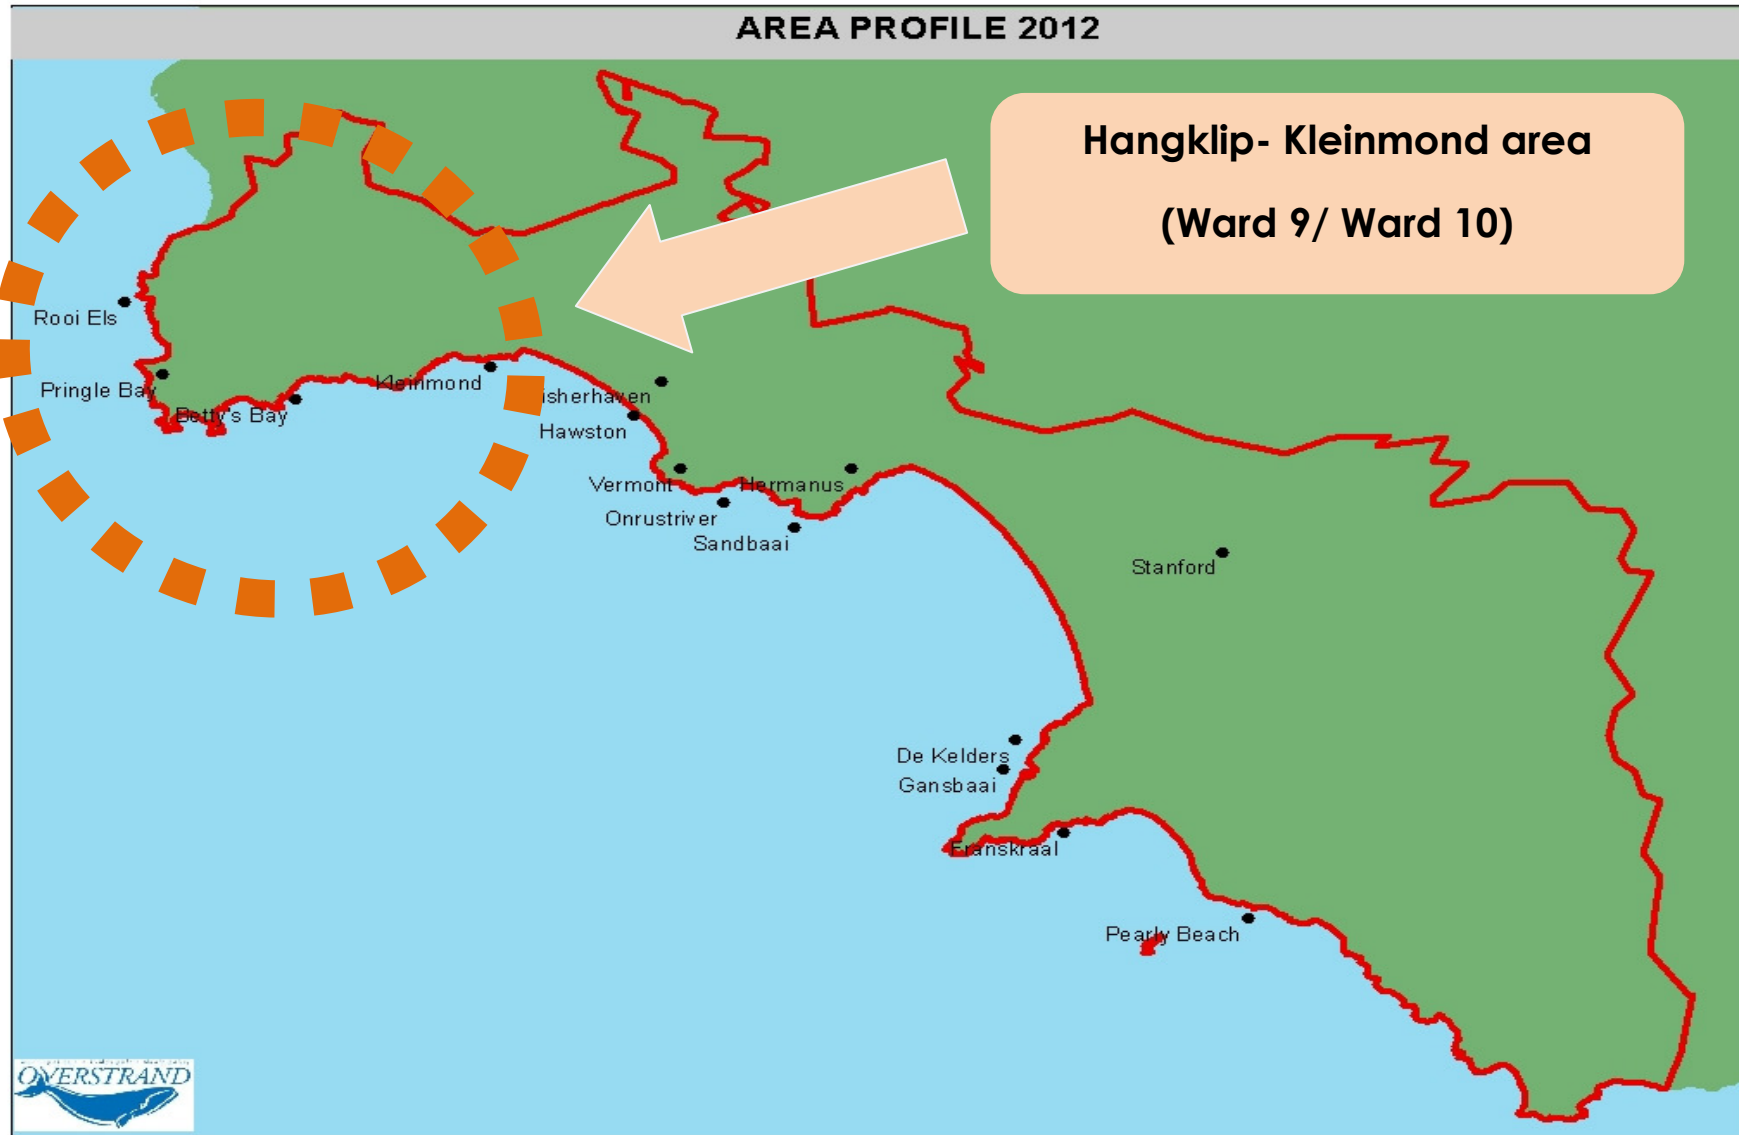 AREA PROFILE 2012
Hangklip- Kleinmond area
(Ward 9/ Ward 10)
Rooi Els
Pringle Bay
Betty's Bay
Kleinmond
isherhaven
Hawston
Vermont
Hermanus
Onrustriver
Sandbaai
Stanford
De Kelders
Gansbaai
Franskraal
Pearly Beach
OVERSTRAND